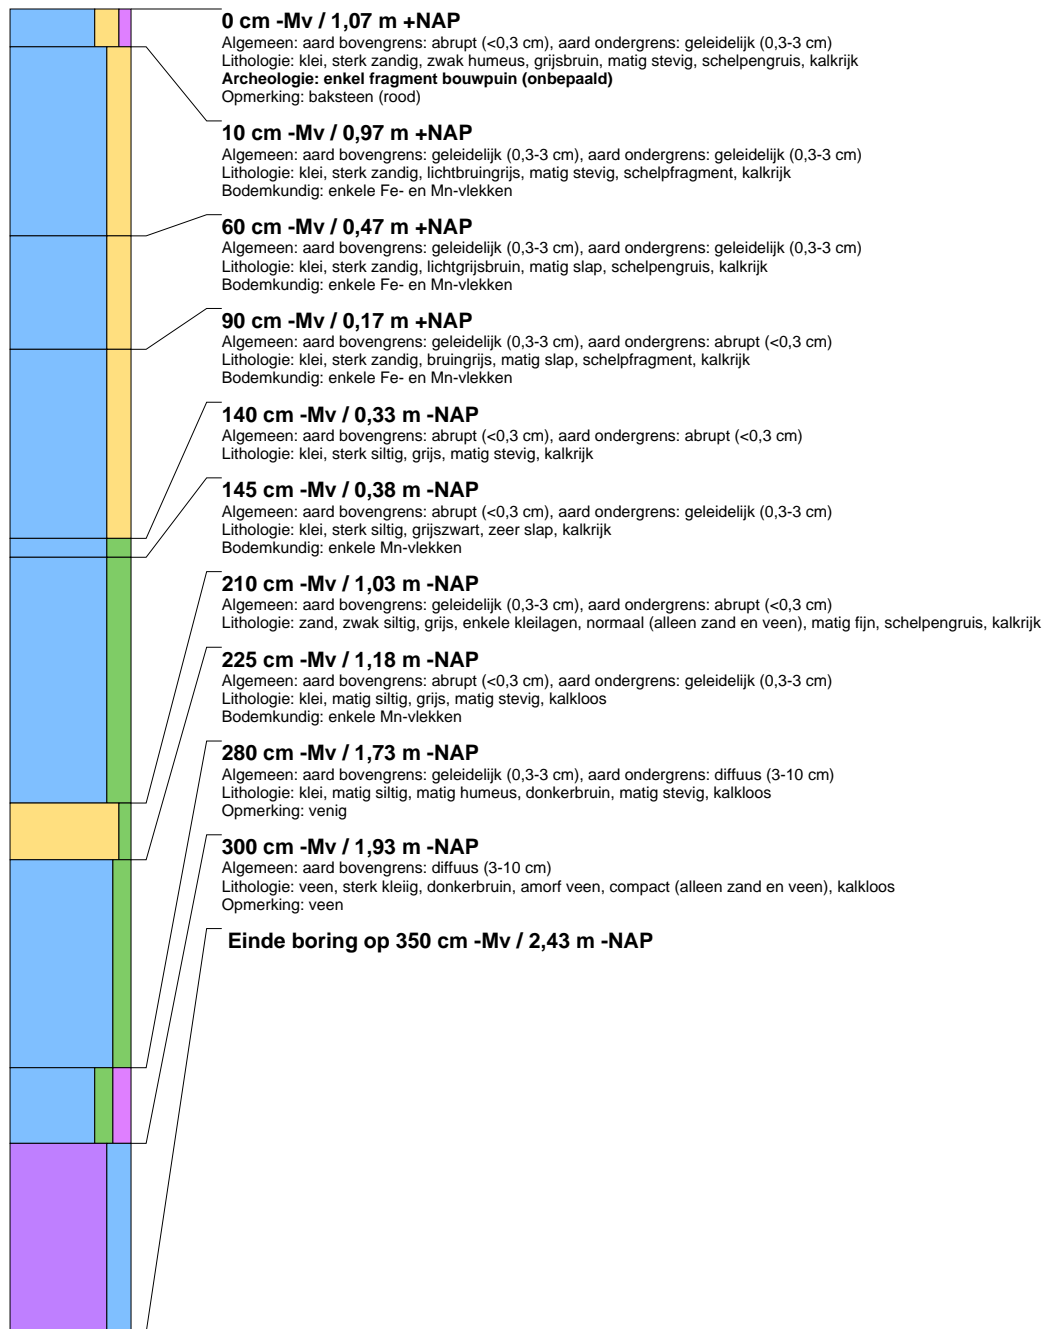 0 cm -Mv / 1,07 m +NAP
Algemeen: aard bovengrens: abrupt (<0,3 cm), aard ondergrens: geleidelijk (0,3-3 cm)
Lithologie: klei, sterk zandig, zwak humeus, grijsbruin, matig stevig, schelpengruis, kalkrijk
Archeologie: enkel fragment bouwpuin (onbepaald)
Opmerking: baksteen (rood)
10 cm -Mv / 0,97 m +NAP
Algemeen: aard bovengrens: geleidelijk (0,3-3 cm), aard ondergrens: geleidelijk (0,3-3 cm)
Lithologie: klei, sterk zandig, lichtbruingrijs, matig stevig, schelpfragment, kalkrijk
Bodemkundig: enkele Fe- en Mn-vlekken
60 cm -Mv / 0,47 m +NAP
Algemeen: aard bovengrens: geleidelijk (0,3-3 cm), aard ondergrens: geleidelijk (0,3-3 cm)
Lithologie: klei, sterk zandig, lichtgrijsbruin, matig slap, schelpengruis, kalkrijk
Bodemkundig: enkele Fe- en Mn-vlekken
90 cm -Mv / 0,17 m +NAP
Algemeen: aard bovengrens: geleidelijk (0,3-3 cm), aard ondergrens: abrupt (<0,3 cm)
Lithologie: klei, sterk zandig, bruingrijs, matig slap, schelpfragment, kalkrijk
Bodemkundig: enkele Fe- en Mn-vlekken
140 cm -Mv / 0,33 m -NAP
Algemeen: aard bovengrens: abrupt (<0,3 cm), aard ondergrens: abrupt (<0,3 cm)
Lithologie: klei, sterk siltig, grijs, matig stevig, kalkrijk
145 cm -Mv / 0,38 m -NAP
Algemeen: aard bovengrens: abrupt (<0,3 cm), aard ondergrens: geleidelijk (0,3-3 cm)
Lithologie: klei, sterk siltig, grijszwart, zeer slap, kalkrijk
Bodemkundig: enkele Mn-vlekken
210 cm -Mv / 1,03 m -NAP
Algemeen: aard bovengrens: geleidelijk (0,3-3 cm), aard ondergrens: abrupt (<0,3 cm)
Lithologie: zand, zwak siltig, grijs, enkele kleilagen, normaal (alleen zand en veen), matig fijn, schelpengruis, kalkrijk
225 cm -Mv / 1,18 m -NAP
Algemeen: aard bovengrens: abrupt (<0,3 cm), aard ondergrens: geleidelijk (0,3-3 cm)
Lithologie: klei, matig siltig, grijs, matig stevig, kalkloos
Bodemkundig: enkele Mn-vlekken
280 cm -Mv / 1,73 m -NAP
Algemeen: aard bovengrens: geleidelijk (0,3-3 cm), aard ondergrens: diffuus (3-10 cm)
Lithologie: klei, matig siltig, matig humeus, donkerbruin, matig stevig, kalkloos
Opmerking: venig
300 cm -Mv / 1,93 m -NAP
Algemeen: aard bovengrens: diffuus (3-10 cm)
Lithologie: veen, sterk kleiig, donkerbruin, amorf veen, compact (alleen zand en veen), kalkloos
Opmerking: veen
Einde boring op 350 cm -Mv / 2,43 m -NAP